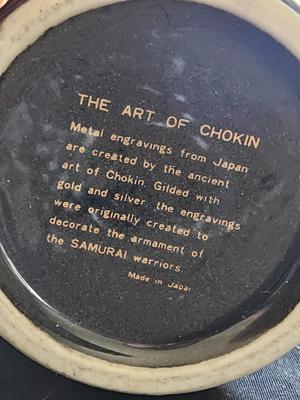 THE ART OF CHOKIN
Metal engravings from Japan
are created by the ancient
art of Chokin. Gilded with
gold and silver, the engravings
were originally created to
decorate the armament of
the SAMURAI warriors.
Made in Japan